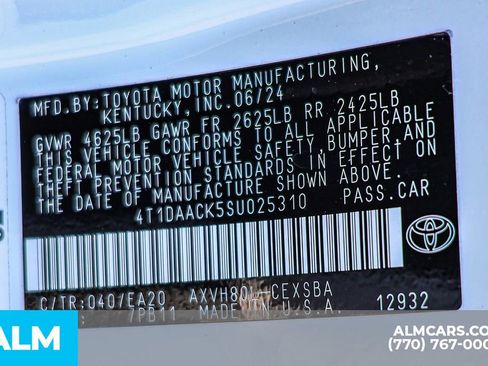 MFD.BY:TOYOTA MOTOR MANUFACTURING,
KENTUCKY, INC.06/24
GVWR 4625LB GAWR FR 2625LB RR 2425LB
THIS VEHICLE CONFORMS TO ALL APPLICABLE
FEDERAL MOTOR VEHICLE SAFETY, BUMPER AND
THEFT PREVENTION STANDARDS IN EFFECT ON
THE DATE OF MANUFACTURE SHOWN ABOVE.
4T1DAACK5SU025310 PASS.CAR
C/TR:040/EA20 AXVH80 CEXSBA
7PB11 MADE IN U.S.A. 12932
ALM
ALMCARS.CO
(770) 767-000